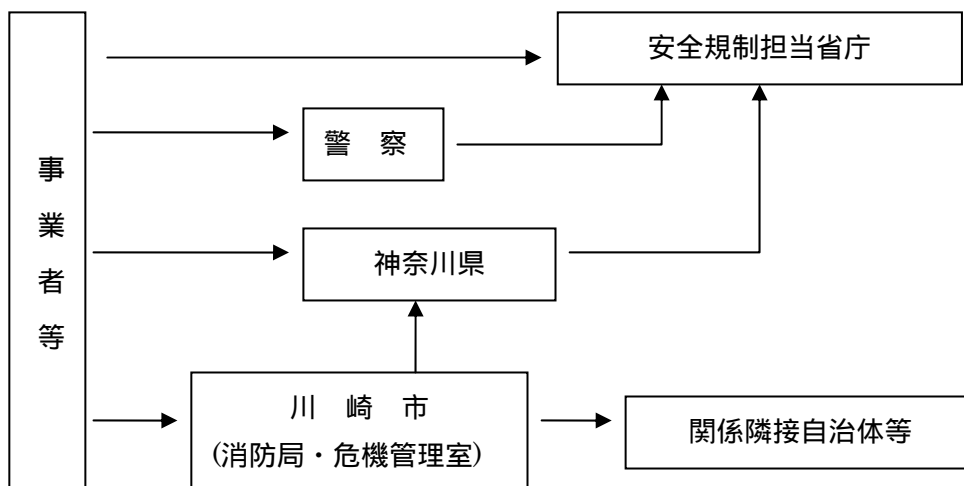 安全規制担当省庁
警　察
事業者等
神奈川県
川　崎　市
(消防局・危機管理室)
関係隣接自治体等